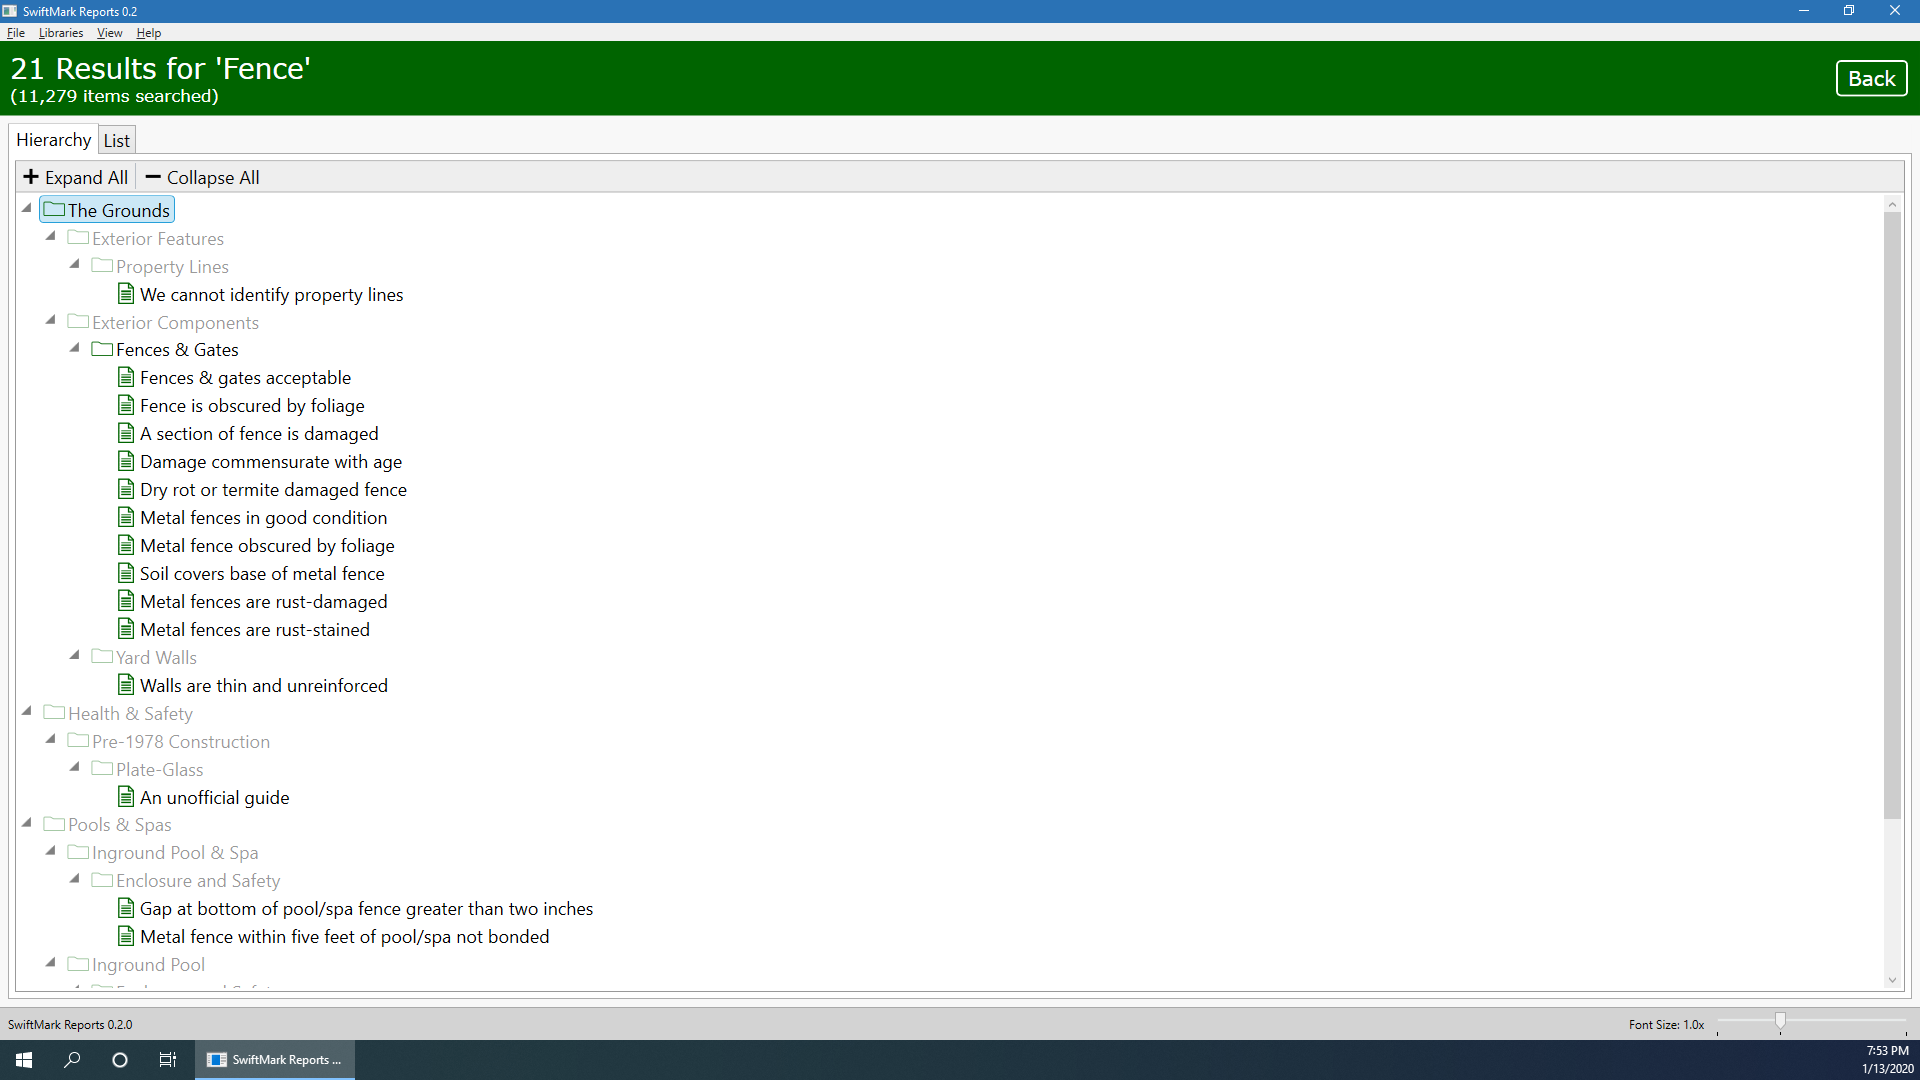 SwiftMark Reports 0.2
File Libraries View Help
21 Results for 'Fence'
(11,279 items searched)
Back
Hierarchy List
Expand All Collapse All
The Grounds
Exterior Features
Property Lines
We cannot identify property lines
Exterior Components
Fences & Gates
Fences & gates acceptable
Fence is obscured by foliage
A section of fence is damaged
Damage commensurate with age
Dry rot or termite damaged fence
Metal fences in good condition
Metal fence obscured by foliage
Soil covers base of metal fence
Metal fences are rust-damaged
Metal fences are rust-stained
Yard Walls
Walls are thin and unreinforced
Health & Safety
Pre-1978 Construction
Plate-Glass
An unofficial guide
Pools & Spas
Inground Pool & Spa
Enclosure and Safety
Gap at bottom of pool/spa fence greater than two inches
Metal fence within five feet of pool/spa not bonded
Inground Pool
SwiftMark Reports 0.2.0
Font Size: 1.0x
SwiftMark Reports ...
7:53 PM
1/13/2020